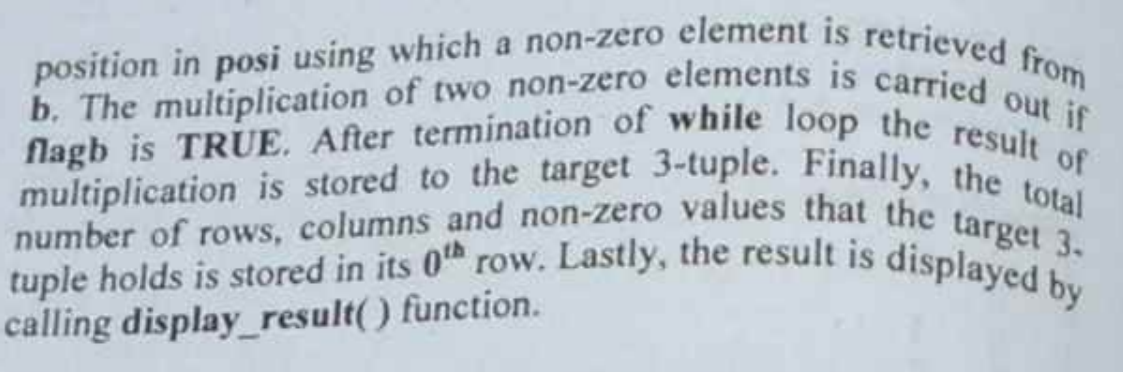 position in posi using which a non-zero element is retrieved from
b. The multiplication of two non-zero elements is carried out if
flagb is TRUE. After termination of while loop the result of
multiplication is stored to the target 3-tuple. Finally, the total
number of rows, columns and non-zero values that the target 3-
tuple holds is stored in its 0th row. Lastly, the result is displayed by
calling display_result( ) function.